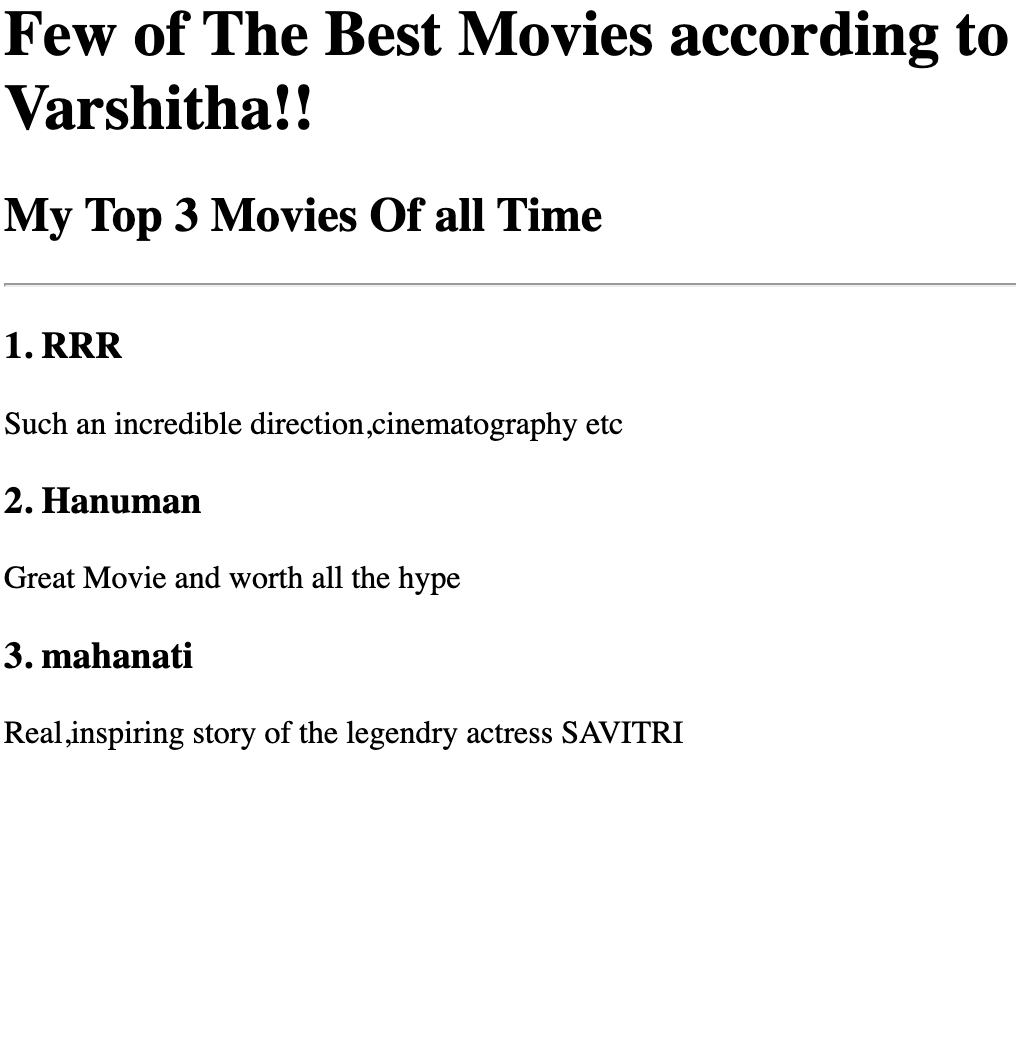 Few of The Best Movies according to
Varshitha!!
My Top 3 Movies Of all Time
1. RRR
Such an incredible direction,cinematography etc
2. Hanuman
Great Movie and worth all the hype
3. mahanati
Real,inspiring story of the legendry actress SAVITRI